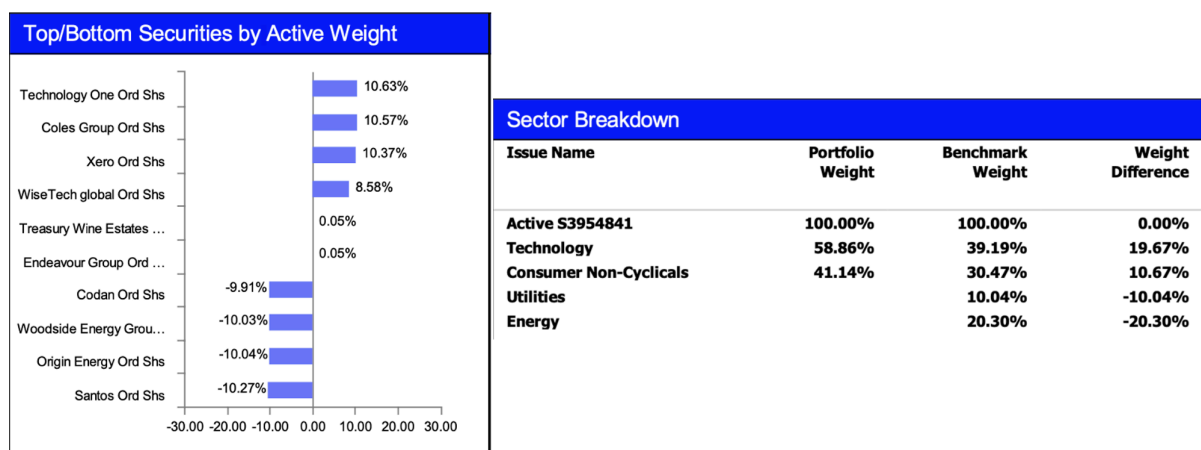 Top/Bottom Securities by Active Weight
Technology One Ord Shs 10.63%
Coles Group Ord Shs 10.57%
Xero Ord Shs 10.37%
WiseTech global Ord Shs 8.58%
Treasury Wine Estates ... 0.05%
Endeavour Group Ord ... 0.05%
Codan Ord Shs -9.91%
Woodside Energy Grou... -10.03%
Origin Energy Ord Shs -10.04%
Santos Ord Shs -10.27%
-30.00 -20.00 -10.00 0.00 10.00 20.00 30.00
Sector Breakdown
Issue Name Portfolio Weight Benchmark Weight Weight Difference
Active S3954841 100.00% 100.00% 0.00%
Technology 58.86% 39.19% 19.67%
Consumer Non-Cyclicals 41.14% 30.47% 10.67%
Utilities 10.04% -10.04%
Energy 20.30% -20.30%